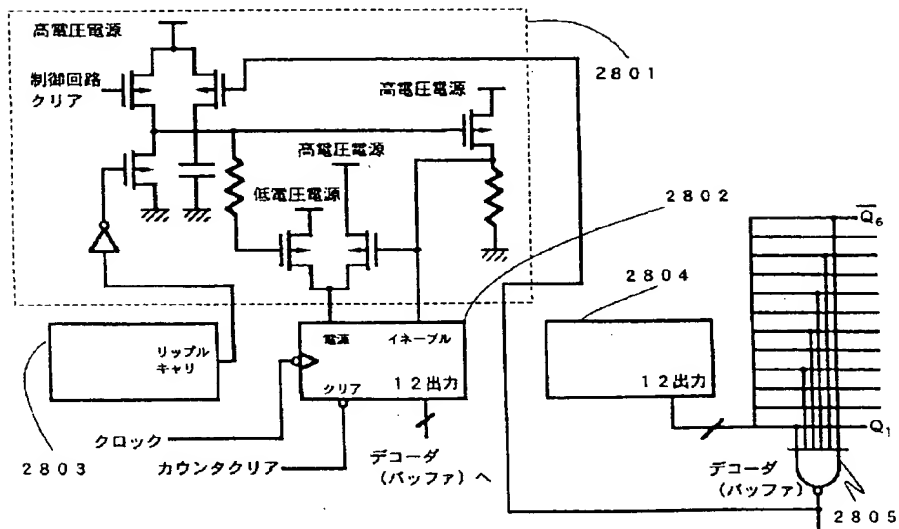 高電圧電源
制御回路
クリア
2801
高電圧電源
高電圧電源
低電圧電源
2802
2804
Q̅6
リップル
キャリ
電源
イネーブル
クリア
12出力
12出力
Q1
2803
クロック
カウンタクリア
デコーダ
(バッファ)へ
デコーダ
(バッファ)
2805